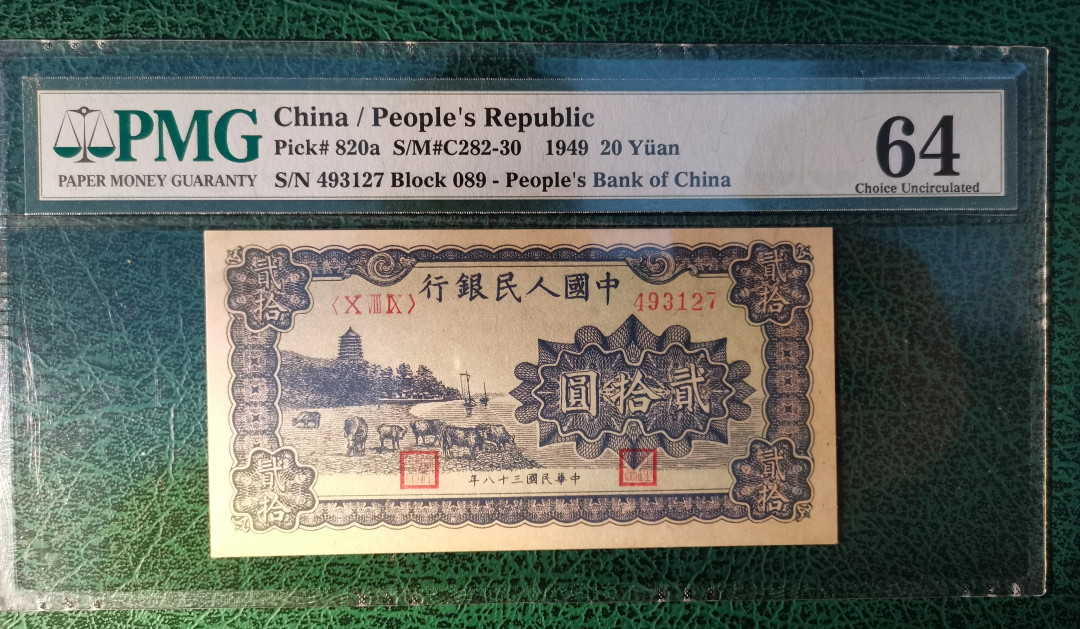 PMG
PAPER MONEY GUARANTY
China / People's Republic
Pick# 820a S/M#C282-30 1949 20 Yüan
S/N 493127 Block 089 - People's Bank of China
64
Choice Uncirculated
貳拾
貳拾
行銀民人國中
〈X ⅧⅨ〉
493127
圓拾貳
貳拾
貳拾
年八十三國民華中